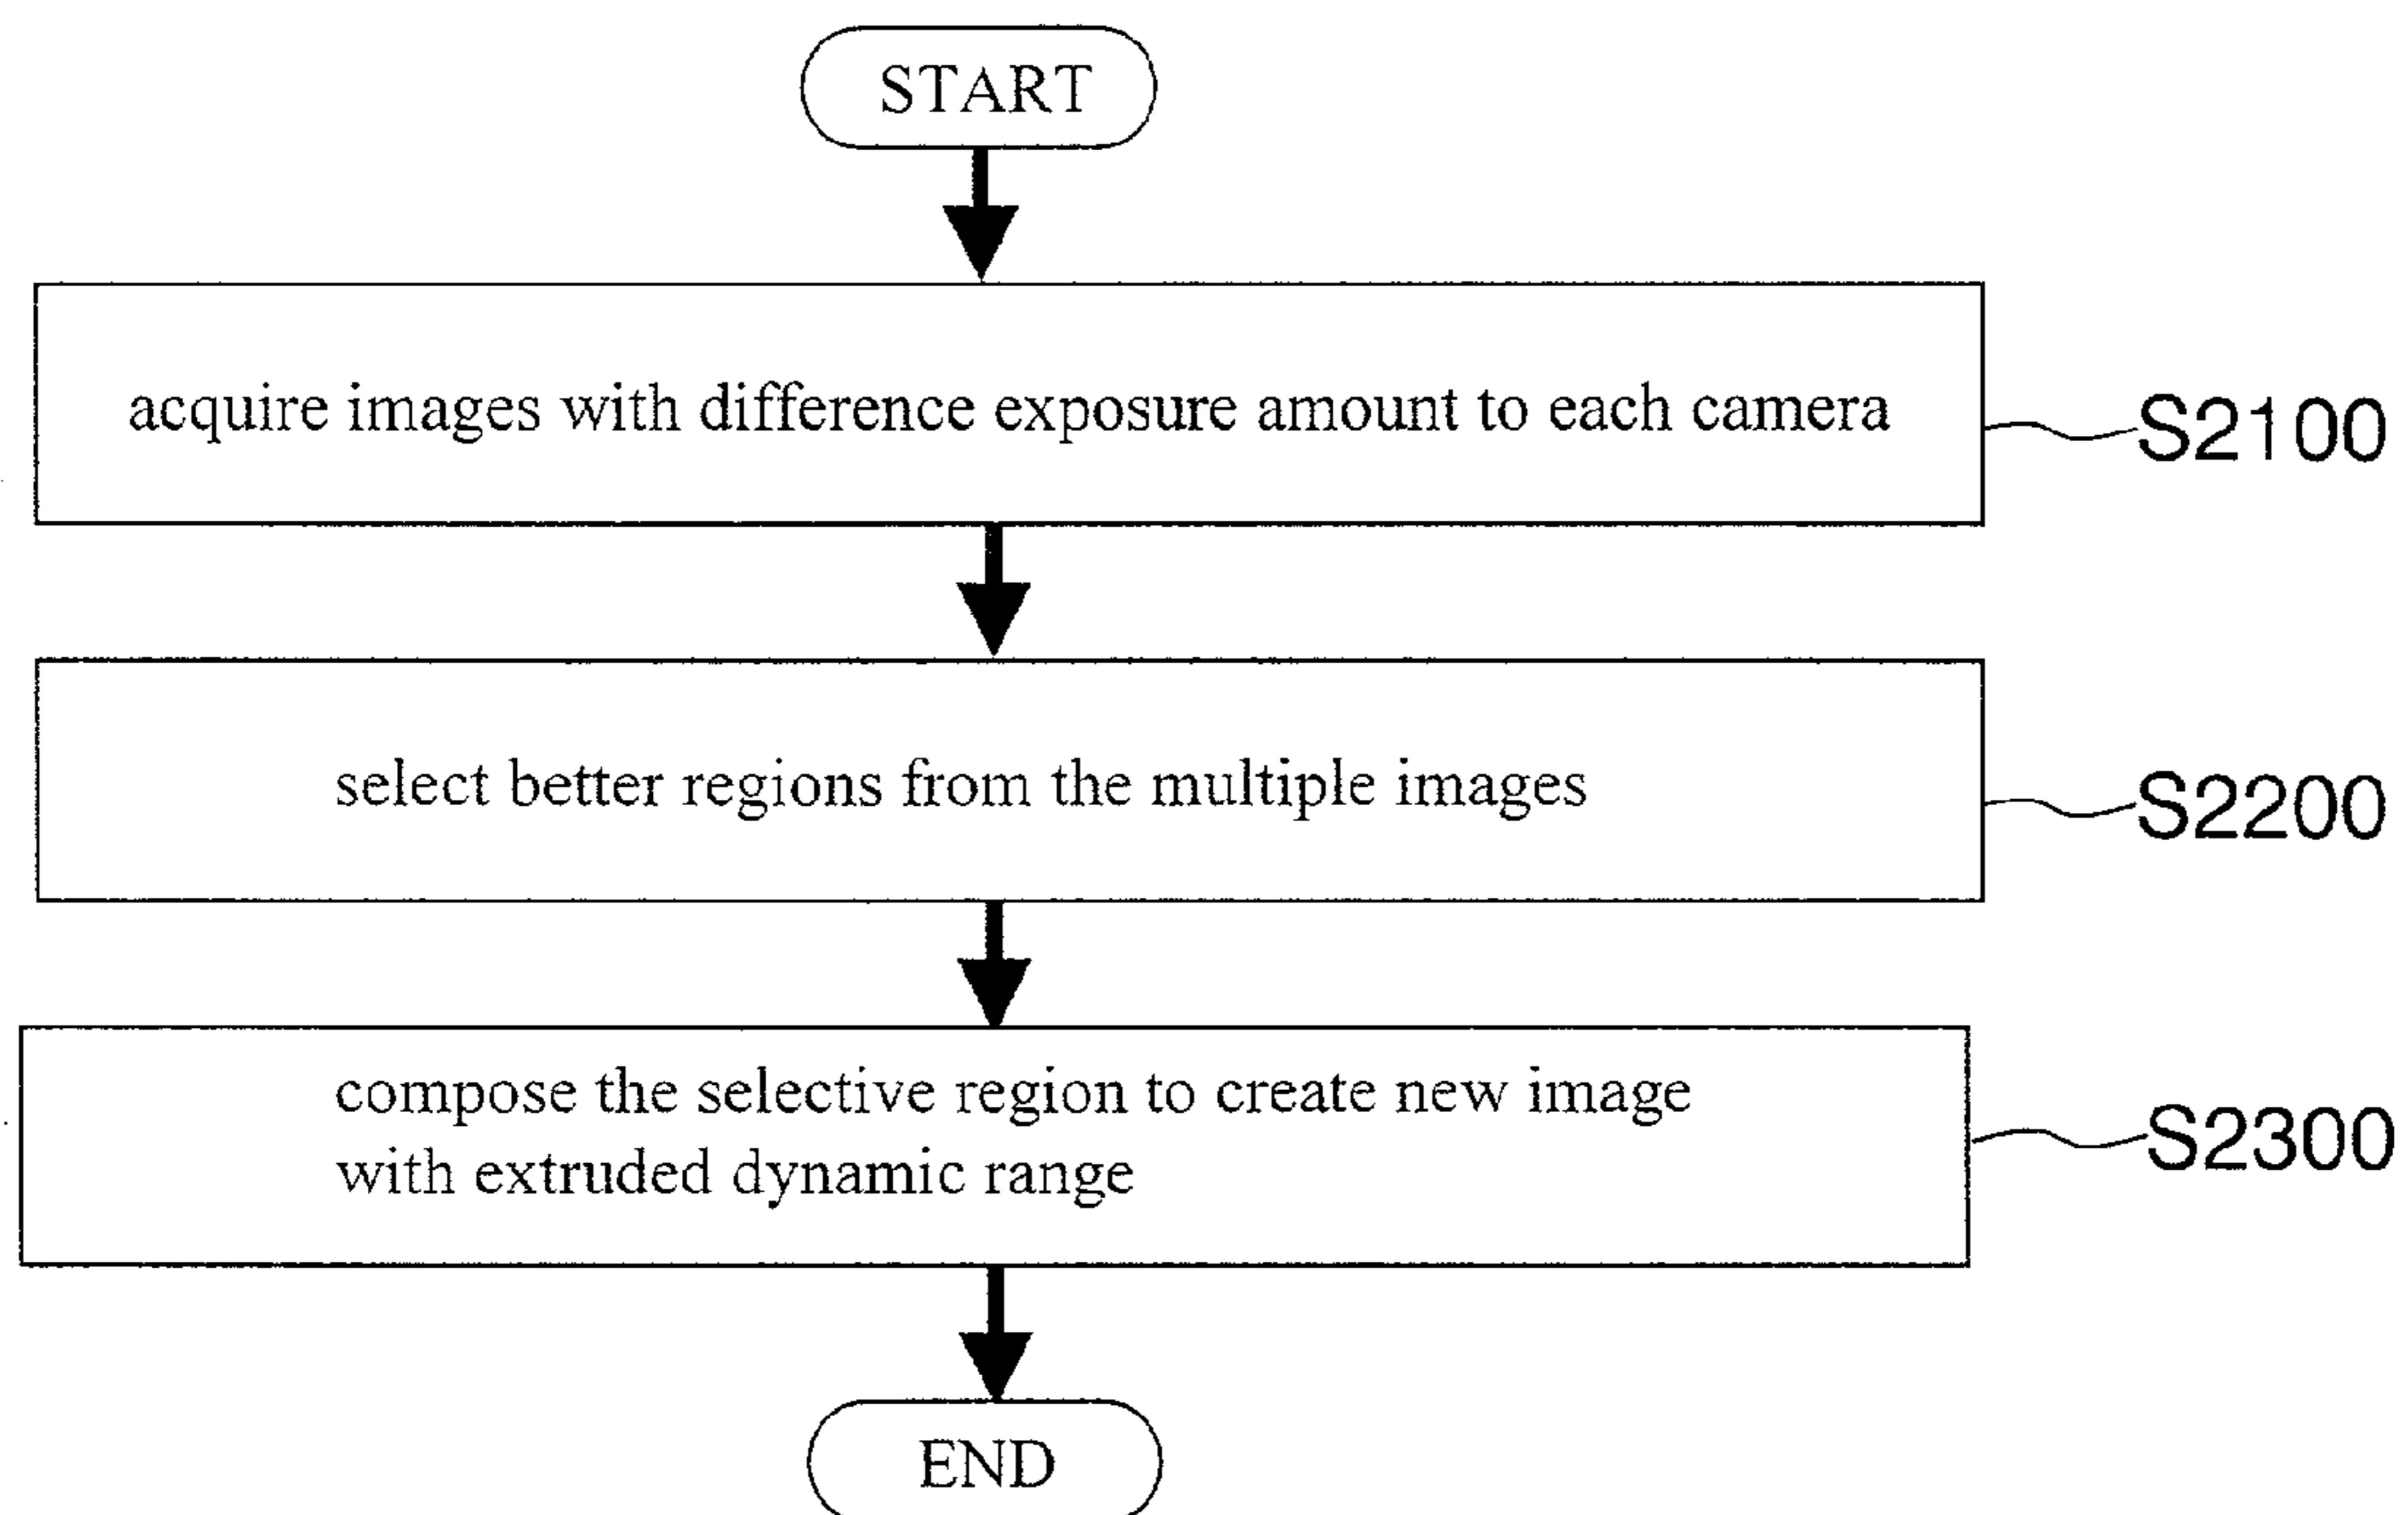 START
acquire images with difference exposure amount to each camera
S2100
select better regions from the multiple images
S2200
compose the selective region to create new image
with extruded dynamic range
S2300
END